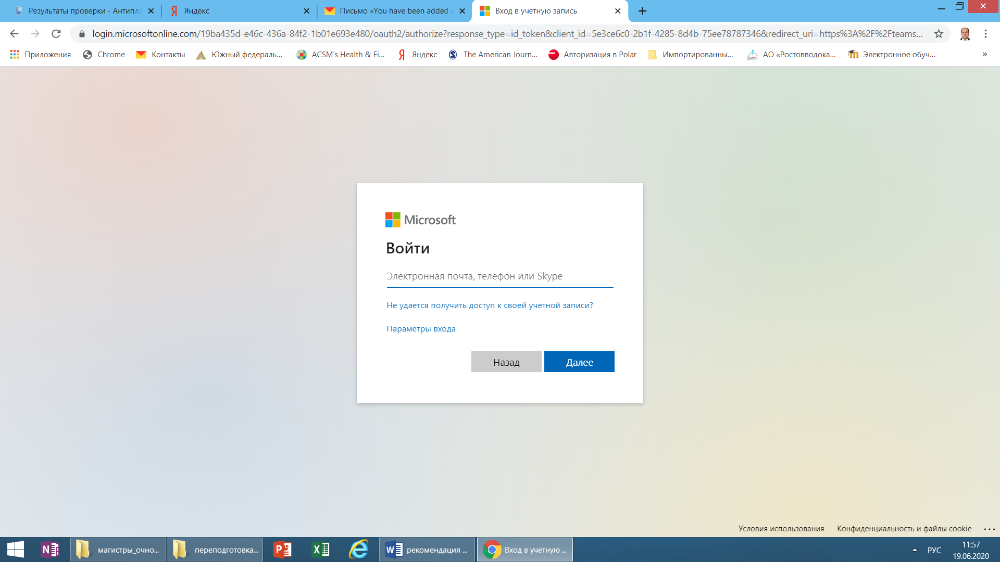 Результаты проверки - Антипла
Яндекс
Письмо «You have been added a
Вход в учетную запись
login.microsoftonline.com/19ba435d-e46c-436a-84f2-1b01e693e480/oauth2/authorize?response_type=id_token&client_id=5e3ce6c0-2b1f-4285-8d4b-75ee78787346&redirect_uri=https%3A%2F%2Fteams...
Приложения
Chrome
Контакты
Южный федераль...
ACSM's Health & Fi...
Яндекс
The American Journ...
Авторизация в Polar
Импортированны...
АО «Ростовводока...
Электронное обуч...
»
Microsoft
Войти
Электронная почта, телефон или Skype
Не удается получить доступ к своей учетной записи?
Параметры входа
Назад
Далее
Условия использования
Конфиденциальность и файлы cookie
магистры_очно...
переподготовка...
рекомендация ...
Вход в учетную ...
РУС
11:57
19.06.2020